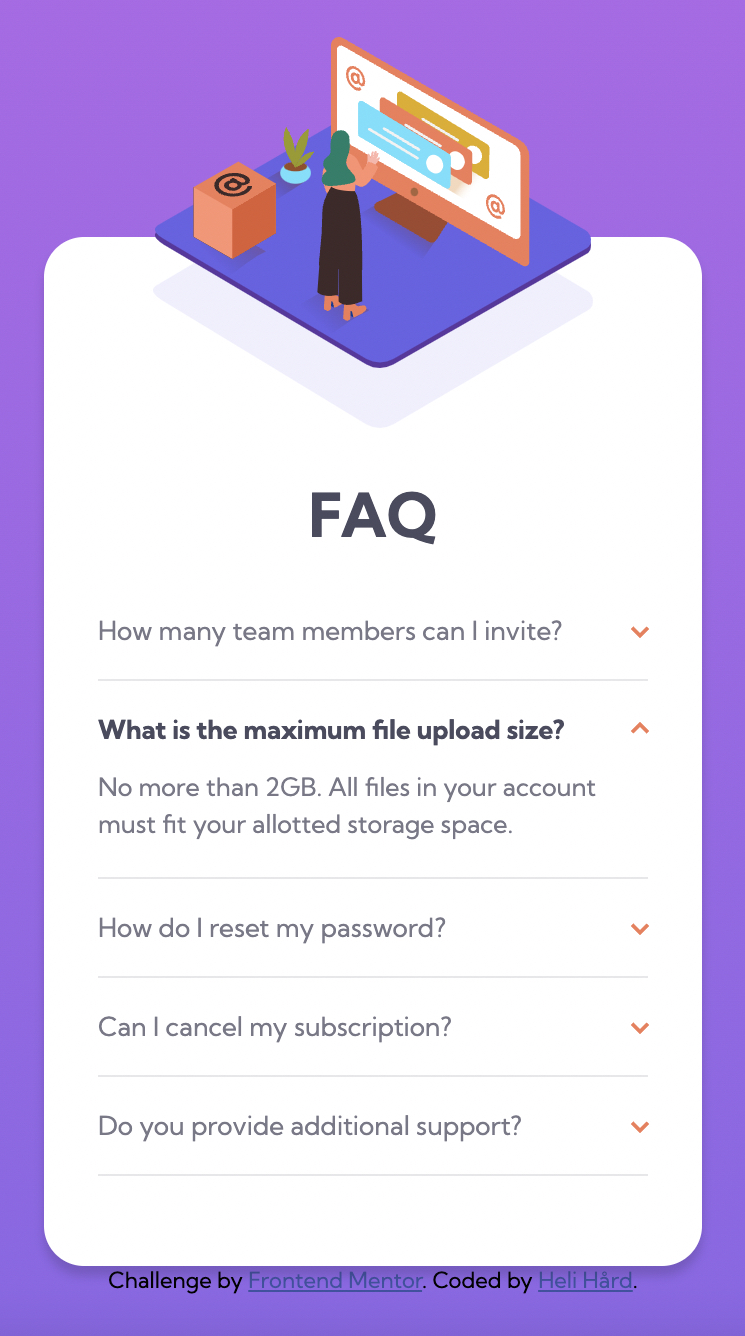 @
@
@
FAQ
How many team members can I invite?
What is the maximum file upload size?
No more than 2GB. All files in your account
must fit your allotted storage space.
How do I reset my password?
Can I cancel my subscription?
Do you provide additional support?
Challenge by Frontend Mentor. Coded by Heli Hård.